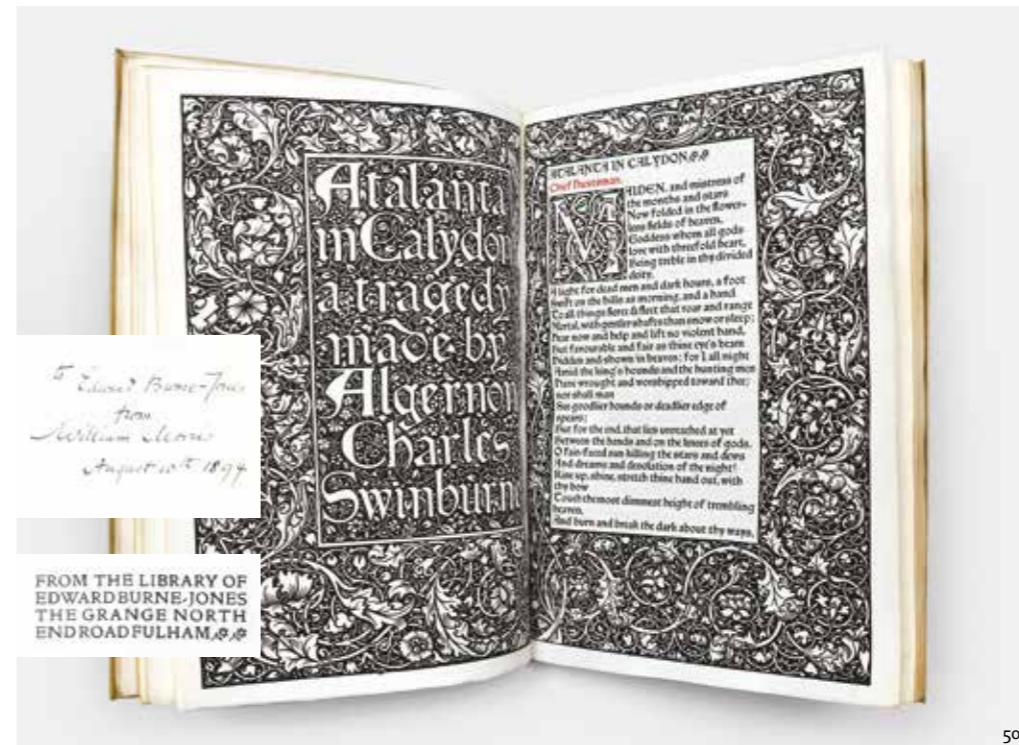 Atalanta
in Calydon
a tragedy
made by
Algernon
Charles
Swinburn
ATALANTA IN CALYDON
Chief Huntsman.
MAIDEN, and mistress of
the months and stars
Now folded in the flower-
less fields of heaven,
Goddess whom all gods
love with threefold heart,
Being treble in thy divided
deity,
A light for dead men and dark hours, a foot
Swift on the hills as morning, and a hand
To all things fierce & fleet that roar and range
Mortal, with gentler shafts than snow or sleep;
Hear now and help and lift no violent hand,
But favourable and fair as thine eye's beam
Hidden and shown in heaven; for I all night
Amid the king's hounds and the hunting men
Have wrought and worshipped toward thee;
nor shall man
See goodlier hounds or deadlier edge of
spears;
But for the end, that lies unreached at yet
Between the hands and on the knees of gods.
O fair-faced sun killing the stars and dews
And dreams and desolation of the night!
Rise up, shine, stretch thine hand out, with
thy bow
Touch the most dimmest height of trembling
heaven,
And burn and break the dark about thy ways,
to Edward Burne-Jones
from
William Morris
August 10th 1894
FROM THE LIBRARY OF
EDWARD BURNE-JONES
THE GRANGE NORTH
END ROAD FULHAM
50